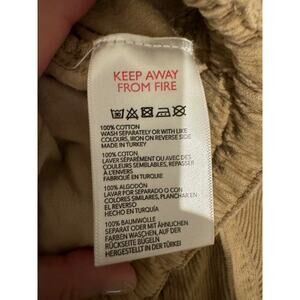 KEEP AWAY
FROM FIRE
100% COTTON
WASH SEPARATELY OR WITH LIKE
COLOURS, IRON ON REVERSE SIDE
MADE IN TURKEY
100% COTON
LAVER SÉPARÉMENT OU AVEC DES
COULEURS SEMBLABLES, REPASSER
À L'ENVERS
FABRIQUÉ EN TURQUIE
100% ALGODÓN
LAVAR POR SEPARADO O CON
COLORES SIMILARES, PLANCHAR EN
EL REVERSO
HECHO EN TURQUÍA
100% BAUMWOLLE
SEPARAT ODER MIT ÄHNLICHEN
FARBEN WASCHEN, AUF DER
RÜCKSEITE BÜGELN
HERGESTELLT IN DER TÜRKEI